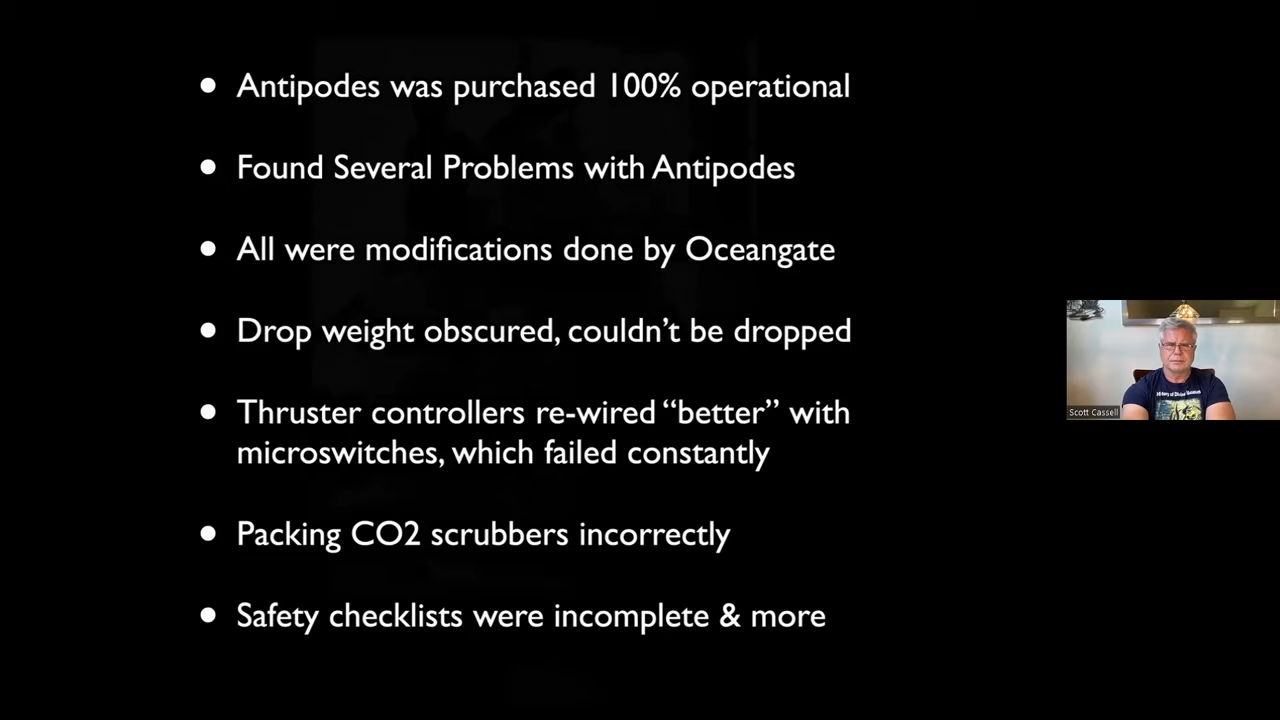 • Antipodes was purchased 100% operational
• Found Several Problems with Antipodes
• All were modifications done by Oceangate
• Drop weight obscured, couldn’t be dropped
• Thruster controllers re-wired “better” with
microswitches, which failed constantly
• Packing CO2 scrubbers incorrectly
• Safety checklists were incomplete & more
Scott Cassell